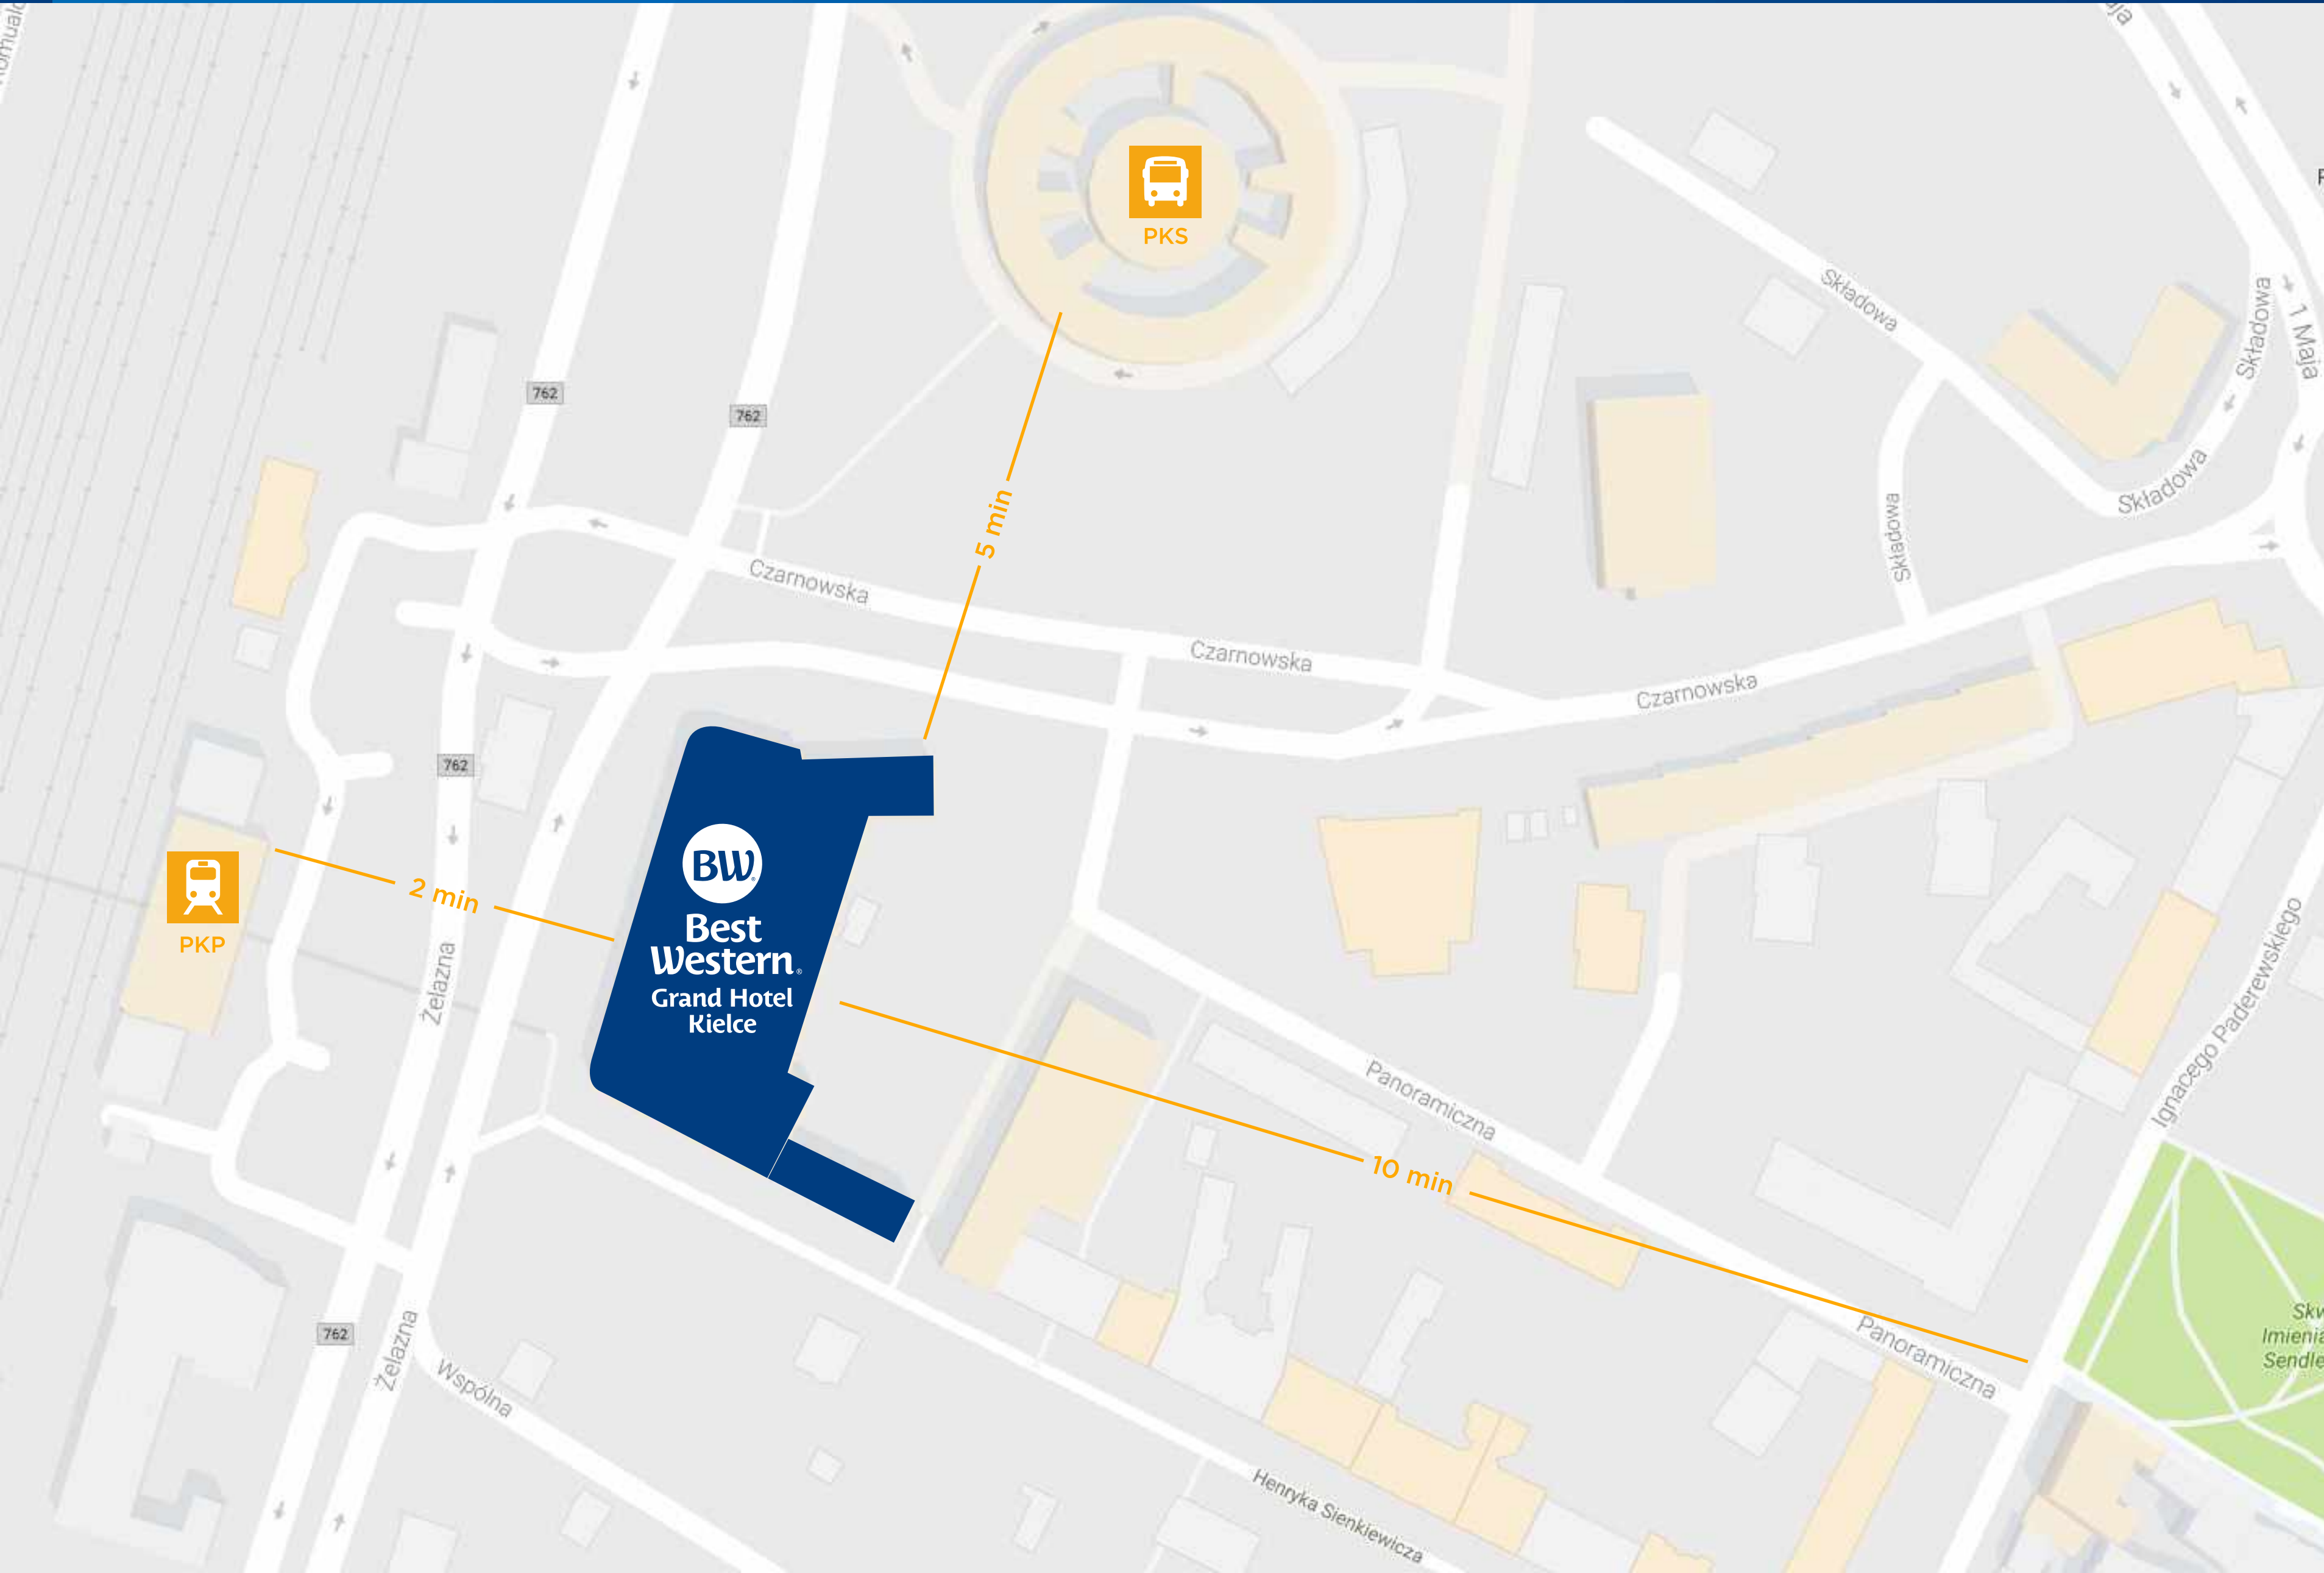 PKS
Składowa
Składowa
1 Maja
762
762
Składowa
5 min
Składowa
Czarnowska
Czarnowska
Czarnowska
762
BW
2 min
PKP
Best
Western®
Grand Hotel
Kielce
Żelazna
Ignacego Paderewskiego
Panoramiczna
10 min
762
Żelazna
Wspólna
Panoramiczna
Imienia
Henryka Sienkiewicza